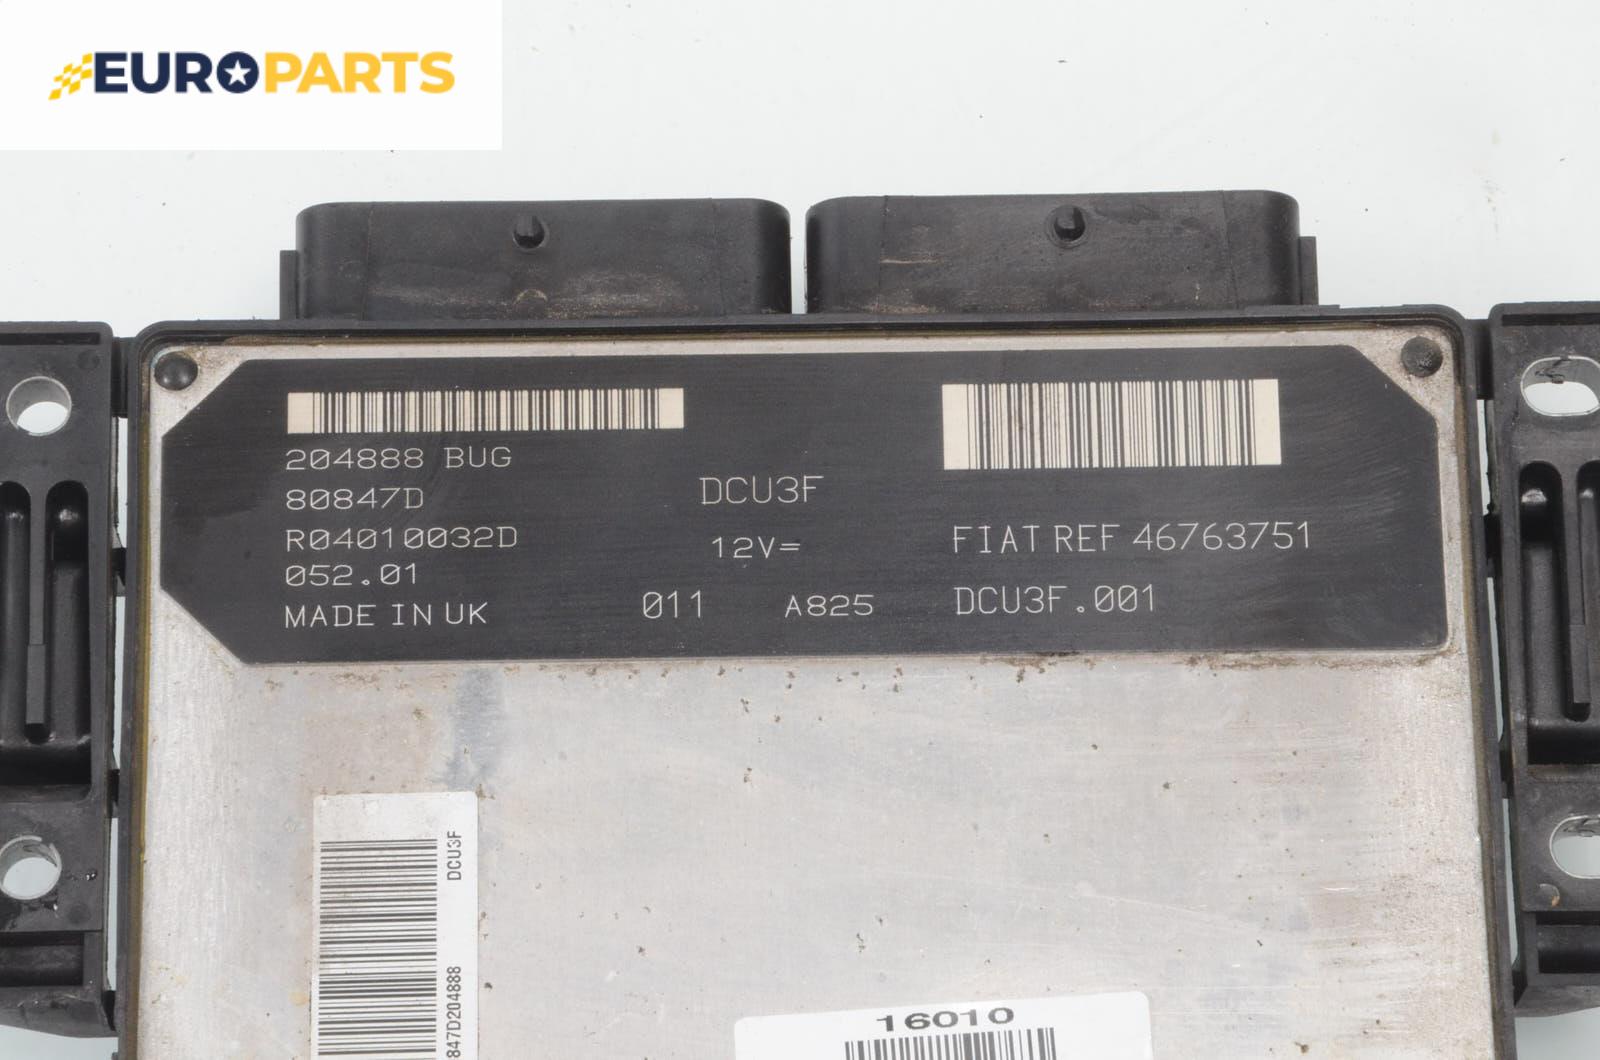 EUROPARTS
204888 BUG
80847D
R04010032D
052.01
MADE IN UK
DCU3F
12V=
011 A825
FIAT REF 46763751
DCU3F.001
DCU3F
847D204888
16010